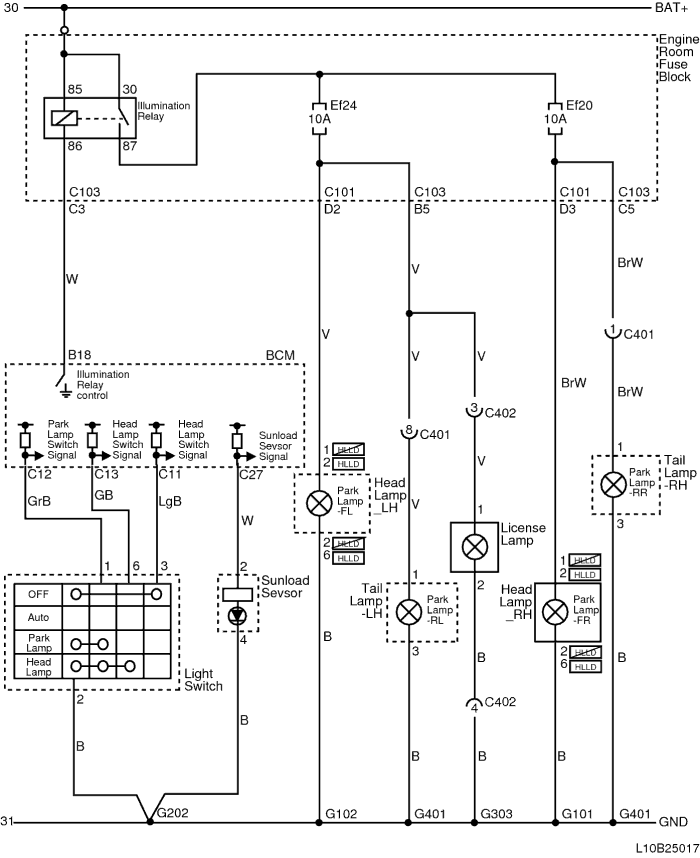 30
BAT+
Engine
Room
Fuse
Block
85
30
Illumination
Relay
86
87
Ef24
10A
Ef20
10A
C103
C101
C103
C101
C103
C3
D2
B5
D3
C5
W
V
V
BrW
1
C401
V
V
V
BrW
BrW
B18
BCM
Illumination
Relay
control
3
C402
8
C401
Park
Lamp
Switch
Signal
Head
Lamp
Switch
Signal
Head
Lamp
Switch
Signal
Sunload
Sevsor
Signal
C12
C13
C11
C27
GrB
GB
LgB
W
1 HLLD
2 HLLD
Park
Lamp
-FL
Head
Lamp
_LH
2 HLLD
6 HLLD
V
V
1
License
Lamp
2
1
Tail
Lamp
-RH
Park
Lamp
-RR
3
1
6
3
OFF
Auto
Park
Lamp
Head
Lamp
Light
Switch
2
2
Sunload
Sevsor
4
1
Tail
Lamp
-LH
Park
Lamp
-RL
3
1 HLLD
2 HLLD
Head
Lamp
_RH
Park
Lamp
-FR
2 HLLD
6 HLLD
B
B
B
B
B
4
C402
B
B
B
B
31
G202
G102
G401
G303
G101
G401
GND
L10B25017